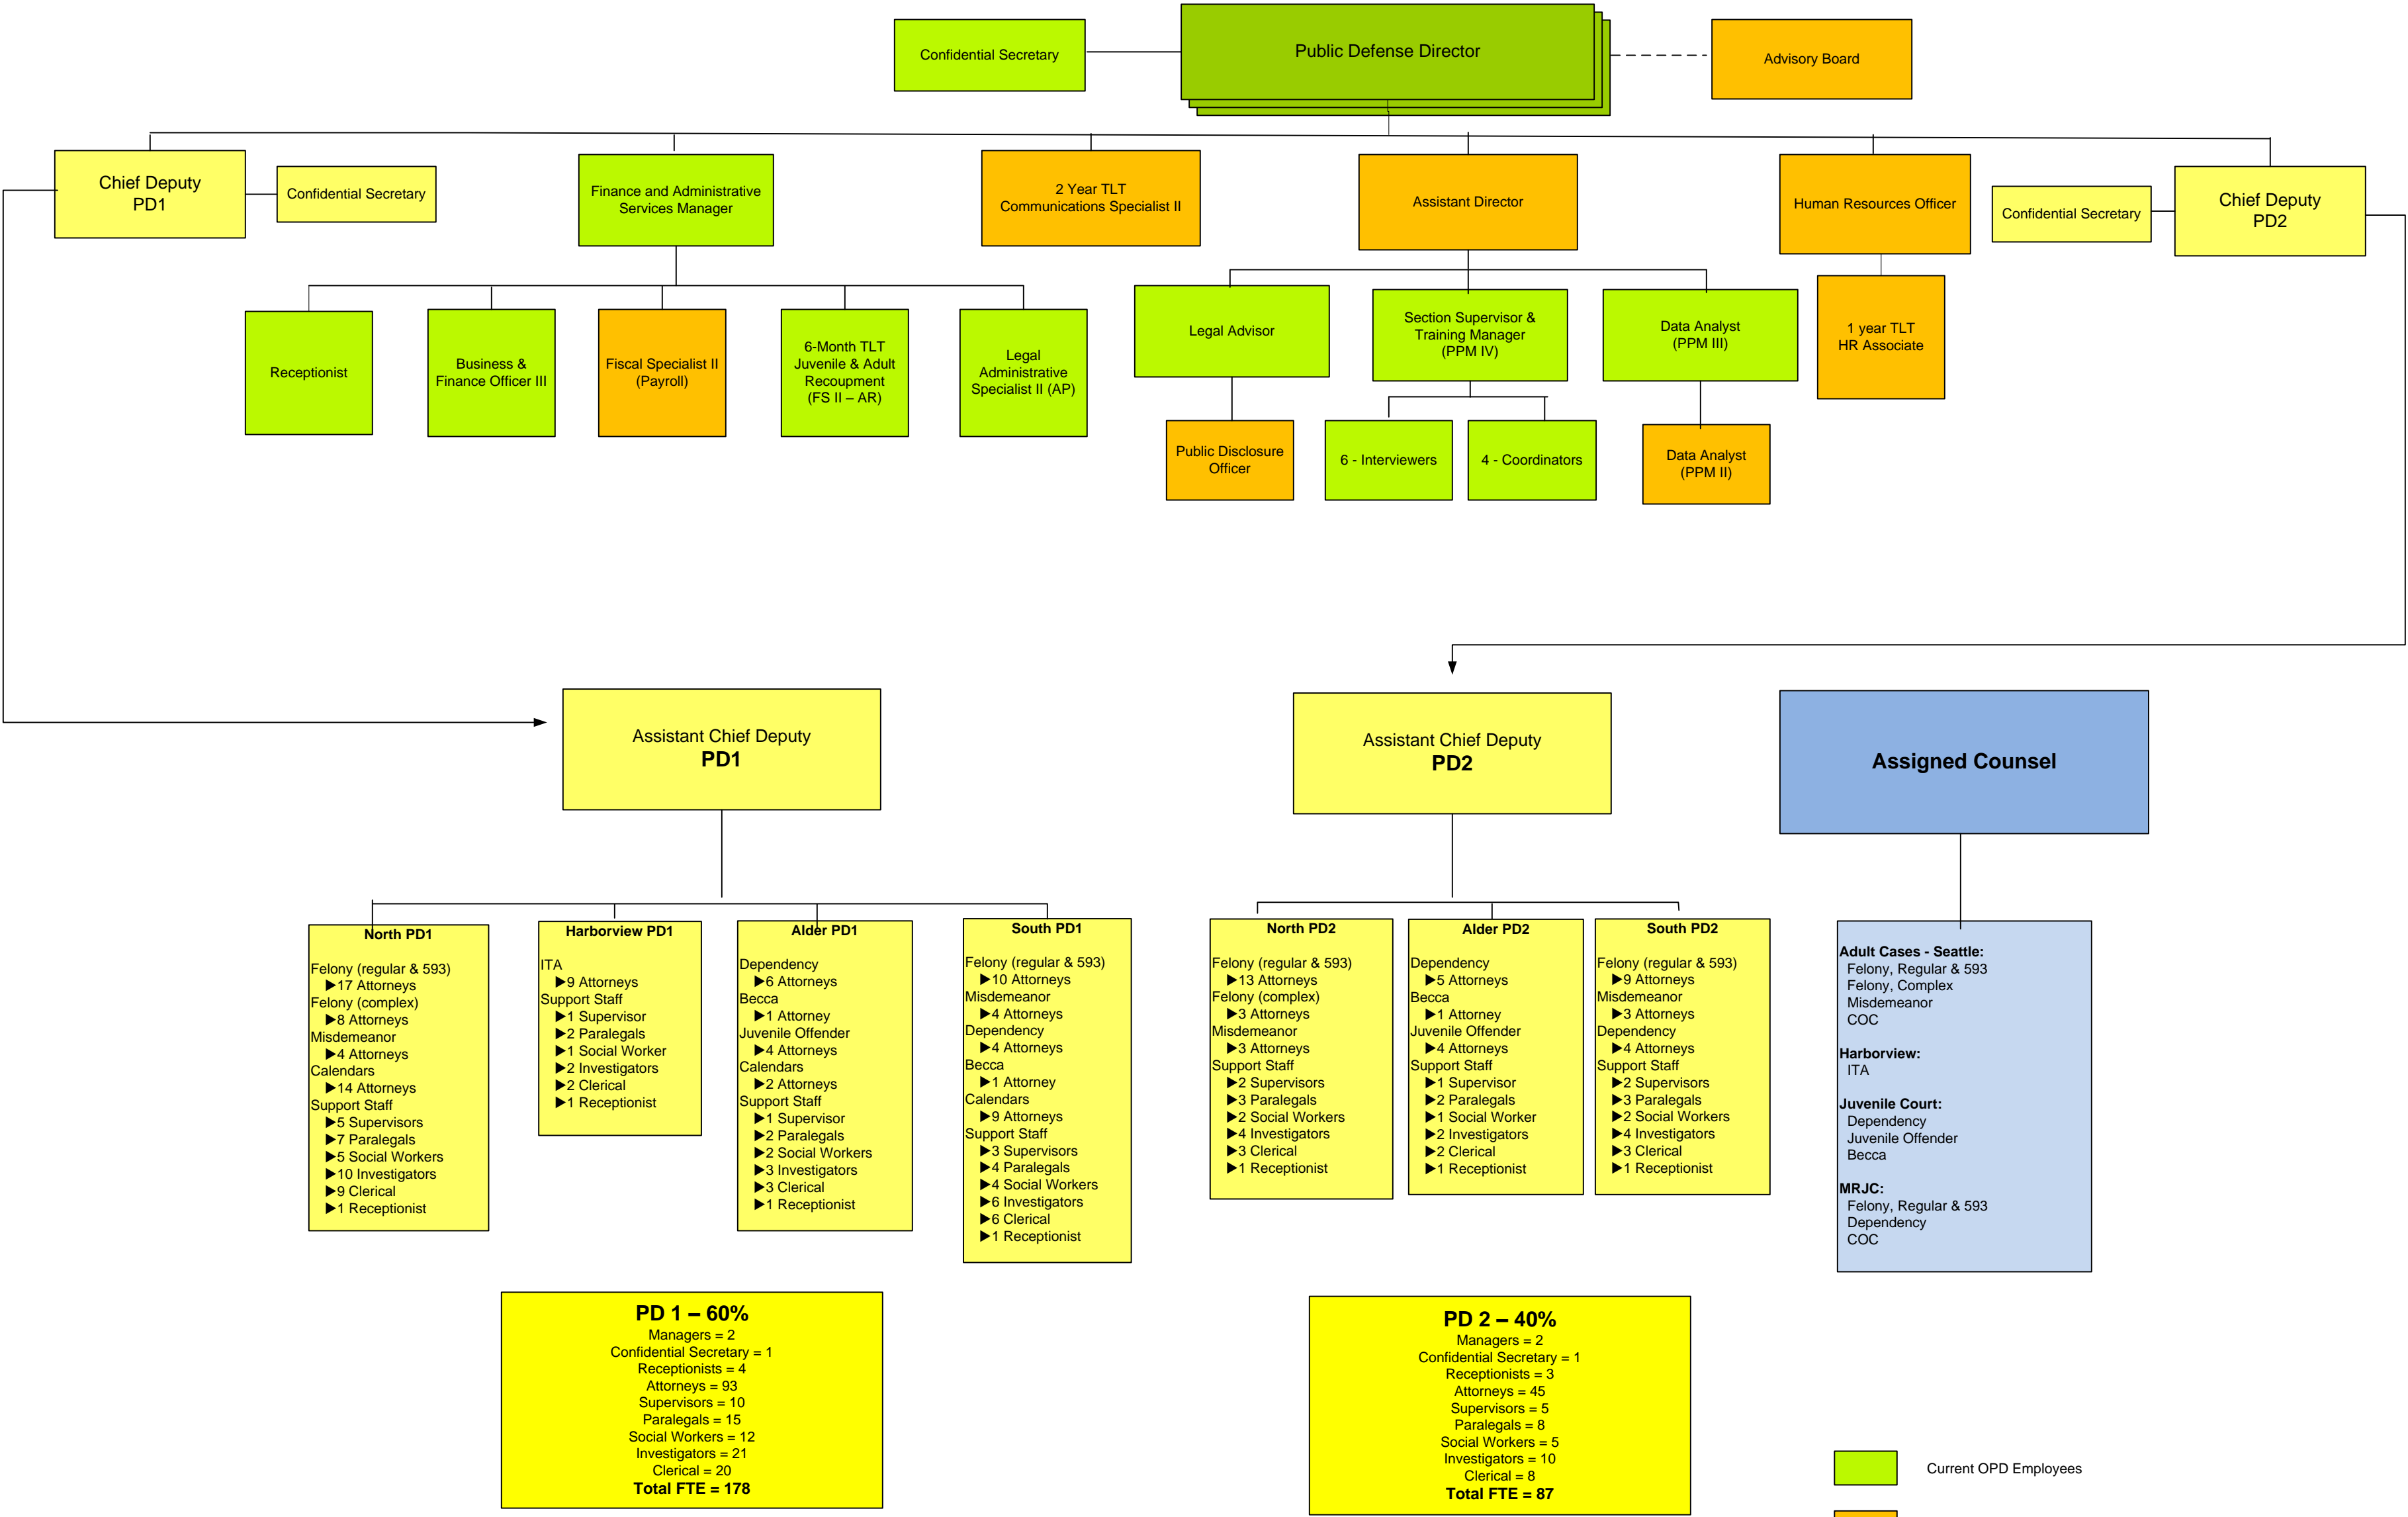 Confidential Secretary
Public Defense Director
Advisory Board
Chief Deputy
PD1
Confidential Secretary
Finance and Administrative
Services Manager
2 Year TLT
Communications Specialist II
Assistant Director
Human Resources Officer
Confidential Secretary
Chief Deputy
PD2
Receptionist
Business &
Finance Officer III
Fiscal Specialist II
(Payroll)
6-Month TLT
Juvenile & Adult
Recoupment
(FS II – AR)
Legal
Administrative
Specialist II (AP)
Legal Advisor
Section Supervisor &
Training Manager
(PPM IV)
Data Analyst
(PPM III)
1 year TLT
HR Associate
Public Disclosure
Officer
6 - Interviewers
4 - Coordinators
Data Analyst
(PPM II)
Assistant Chief Deputy
PD1
Assistant Chief Deputy
PD2
Assigned Counsel
North PD1
Felony (regular & 593)
▶17 Attorneys
Felony (complex)
▶8 Attorneys
Misdemeanor
▶4 Attorneys
Calendars
▶14 Attorneys
Support Staff
▶5 Supervisors
▶7 Paralegals
▶5 Social Workers
▶10 Investigators
▶9 Clerical
▶1 Receptionist
Harborview PD1
ITA
▶9 Attorneys
Support Staff
▶1 Supervisor
▶2 Paralegals
▶1 Social Worker
▶2 Investigators
▶2 Clerical
▶1 Receptionist
Alder PD1
Dependency
▶6 Attorneys
Becca
▶1 Attorney
Juvenile Offender
▶4 Attorneys
Calendars
▶2 Attorneys
Support Staff
▶1 Supervisor
▶2 Paralegals
▶2 Social Workers
▶3 Investigators
▶3 Clerical
▶1 Receptionist
South PD1
Felony (regular & 593)
▶10 Attorneys
Misdemeanor
▶4 Attorneys
Dependency
▶4 Attorneys
Becca
▶1 Attorney
Calendars
▶9 Attorneys
Support Staff
▶3 Supervisors
▶4 Paralegals
▶4 Social Workers
▶6 Investigators
▶6 Clerical
▶1 Receptionist
North PD2
Felony (regular & 593)
▶13 Attorneys
Felony (complex)
▶3 Attorneys
Misdemeanor
▶3 Attorneys
Support Staff
▶2 Supervisors
▶3 Paralegals
▶2 Social Workers
▶4 Investigators
▶3 Clerical
▶1 Receptionist
Alder PD2
Dependency
▶5 Attorneys
Becca
▶1 Attorney
Juvenile Offender
▶4 Attorneys
Support Staff
▶1 Supervisor
▶2 Paralegals
▶1 Social Worker
▶2 Investigators
▶2 Clerical
▶1 Receptionist
South PD2
Felony (regular & 593)
▶9 Attorneys
Misdemeanor
▶3 Attorneys
Dependency
▶4 Attorneys
Support Staff
▶2 Supervisors
▶3 Paralegals
▶2 Social Workers
▶4 Investigators
▶3 Clerical
▶1 Receptionist
Adult Cases - Seattle:
Felony, Regular & 593
Felony, Complex
Misdemeanor
COC
Harborview:
ITA
Juvenile Court:
Dependency
Juvenile Offender
Becca
MRJC:
Felony, Regular & 593
Dependency
COC
PD 1 – 60%
Managers = 2
Confidential Secretary = 1
Receptionists = 4
Attorneys = 93
Supervisors = 10
Paralegals = 15
Social Workers = 12
Investigators = 21
Clerical = 20
Total FTE = 178
PD 2 – 40%
Managers = 2
Confidential Secretary = 1
Receptionists = 3
Attorneys = 45
Supervisors = 5
Paralegals = 8
Social Workers = 5
Investigators = 10
Clerical = 8
Total FTE = 87
Current OPD Employees